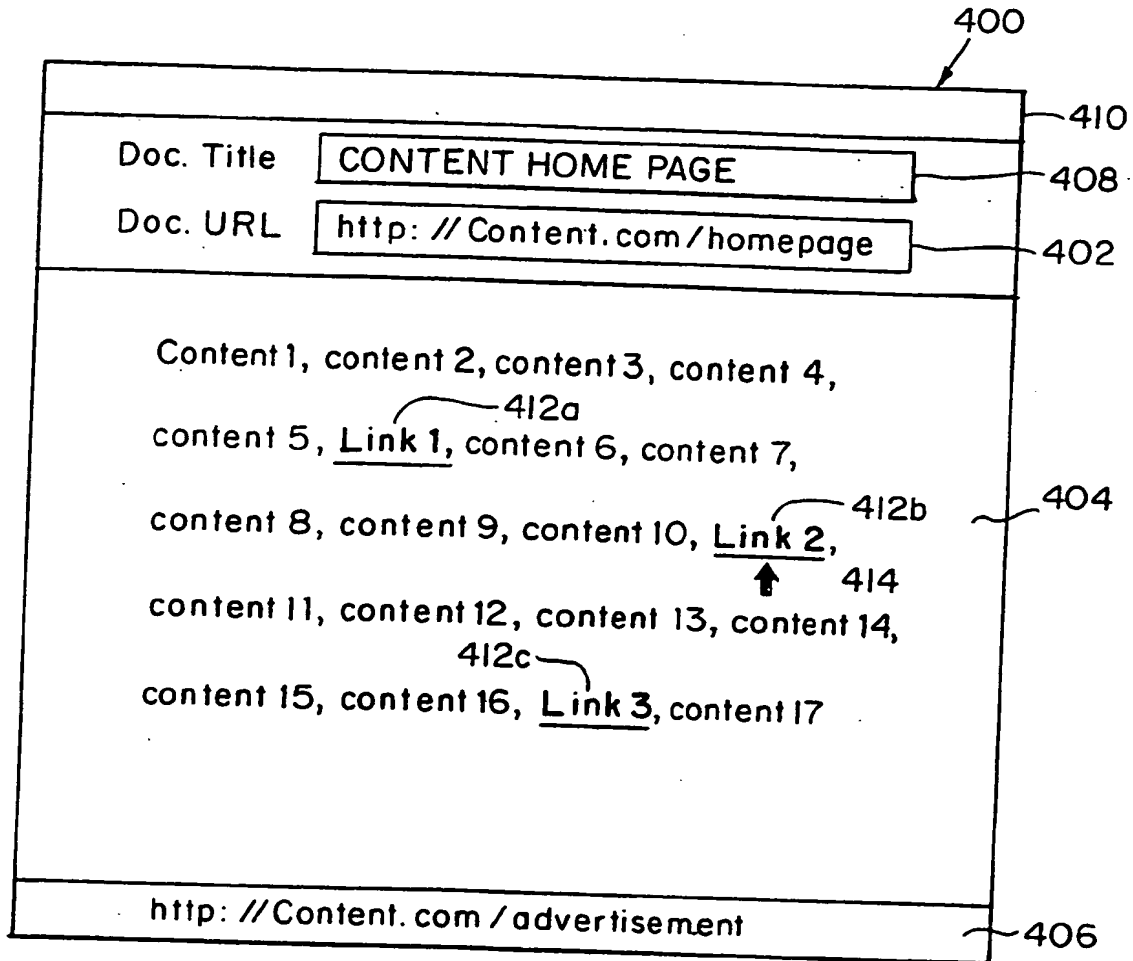 400
410
Doc. Title CONTENT HOME PAGE
408
Doc. URL http: //Content.com/homepage
402
Content 1, content 2, content 3, content 4,
412a
content 5, Link 1, content 6, content 7,
412b
404
content 8, content 9, content 10, Link 2,
414
content 11, content 12, content 13, content 14,
412c
content 15, content 16, Link 3, content 17
http: //Content.com/advertisement
406